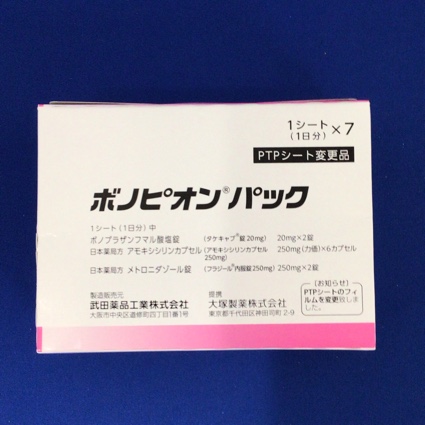 1シート ×7
(1日分)
PTPシート変更品
ボノピオン®パック
1シート(1日分)中
ボノプラザンフマル酸塩錠 (タケキャブ®錠20mg) 20mg×2錠
日本薬局方 アモキシシリンカプセル (アモキシシリンカプセル 250mg(力価)×6カプセル
250mg)
日本薬局方 メトロニダゾール錠 (フラジール®内服錠250mg) 250mg×2錠
〈お知らせ〉
PTPシートのフィ
ルムを変更致しま
した。
製造販売元
武田薬品工業株式会社
大阪市中央区道修町四丁目1番1号
提携
大塚製薬株式会社
東京都千代田区神田司町2-9